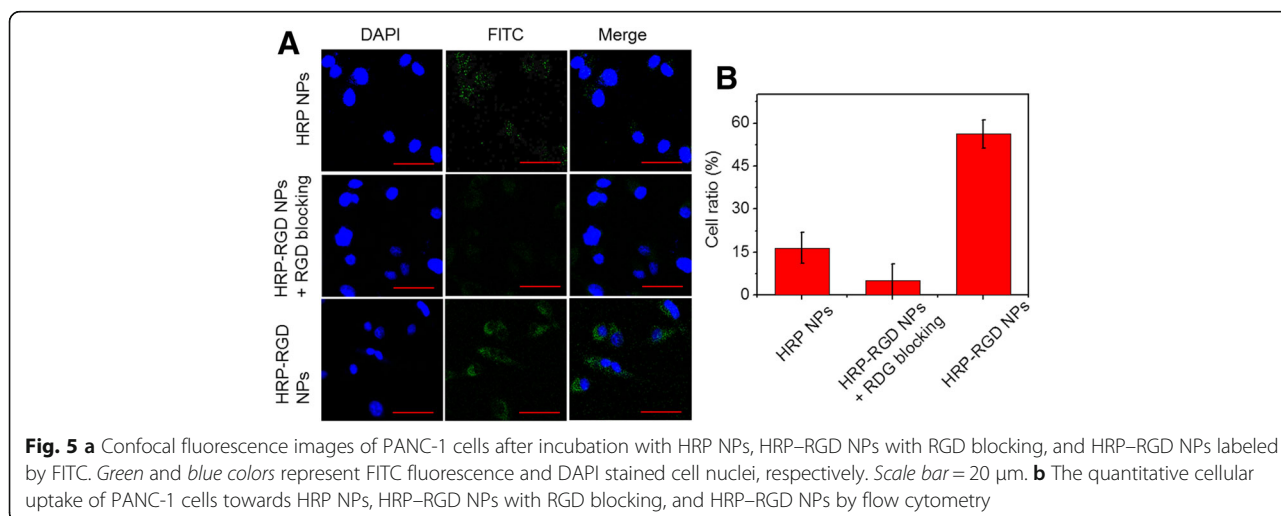 A
DAPI FITC Merge
HRP NPs
HRP-RGD NPs
+ RGD blocking
HRP-RGD
NPs
B
Cell ratio (%)
60
45
30
15
0
HRP NPs
HRP-RGD NPs
+ RDG blocking
HRP-RGD NPs
Fig. 5 a Confocal fluorescence images of PANC-1 cells after incubation with HRP NPs, HRP–RGD NPs with RGD blocking, and HRP–RGD NPs labeled
by FITC. Green and blue colors represent FITC fluorescence and DAPI stained cell nuclei, respectively. Scale bar = 20 μm. b The quantitative cellular
uptake of PANC-1 cells towards HRP NPs, HRP–RGD NPs with RGD blocking, and HRP–RGD NPs by flow cytometry